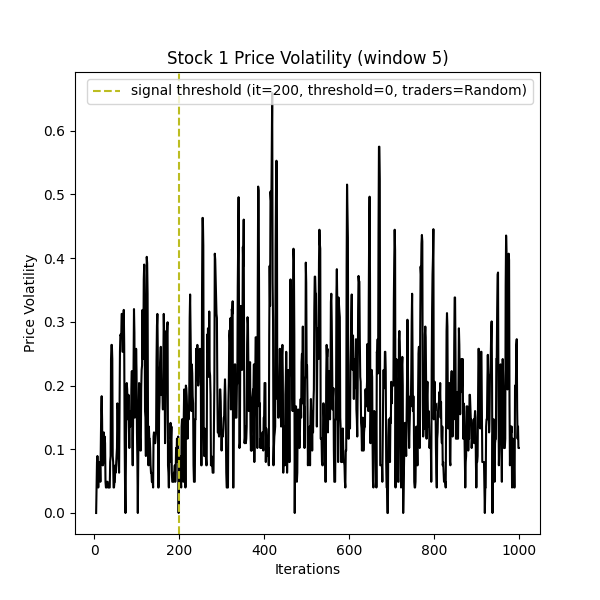 Stock 1 Price Volatility (window 5)
signal threshold (it=200, threshold=0, traders=Random)
Price Volatility
0.6
0.5
0.4
0.3
0.2
0.1
0.0
0 200 400 600 800 1000
Iterations